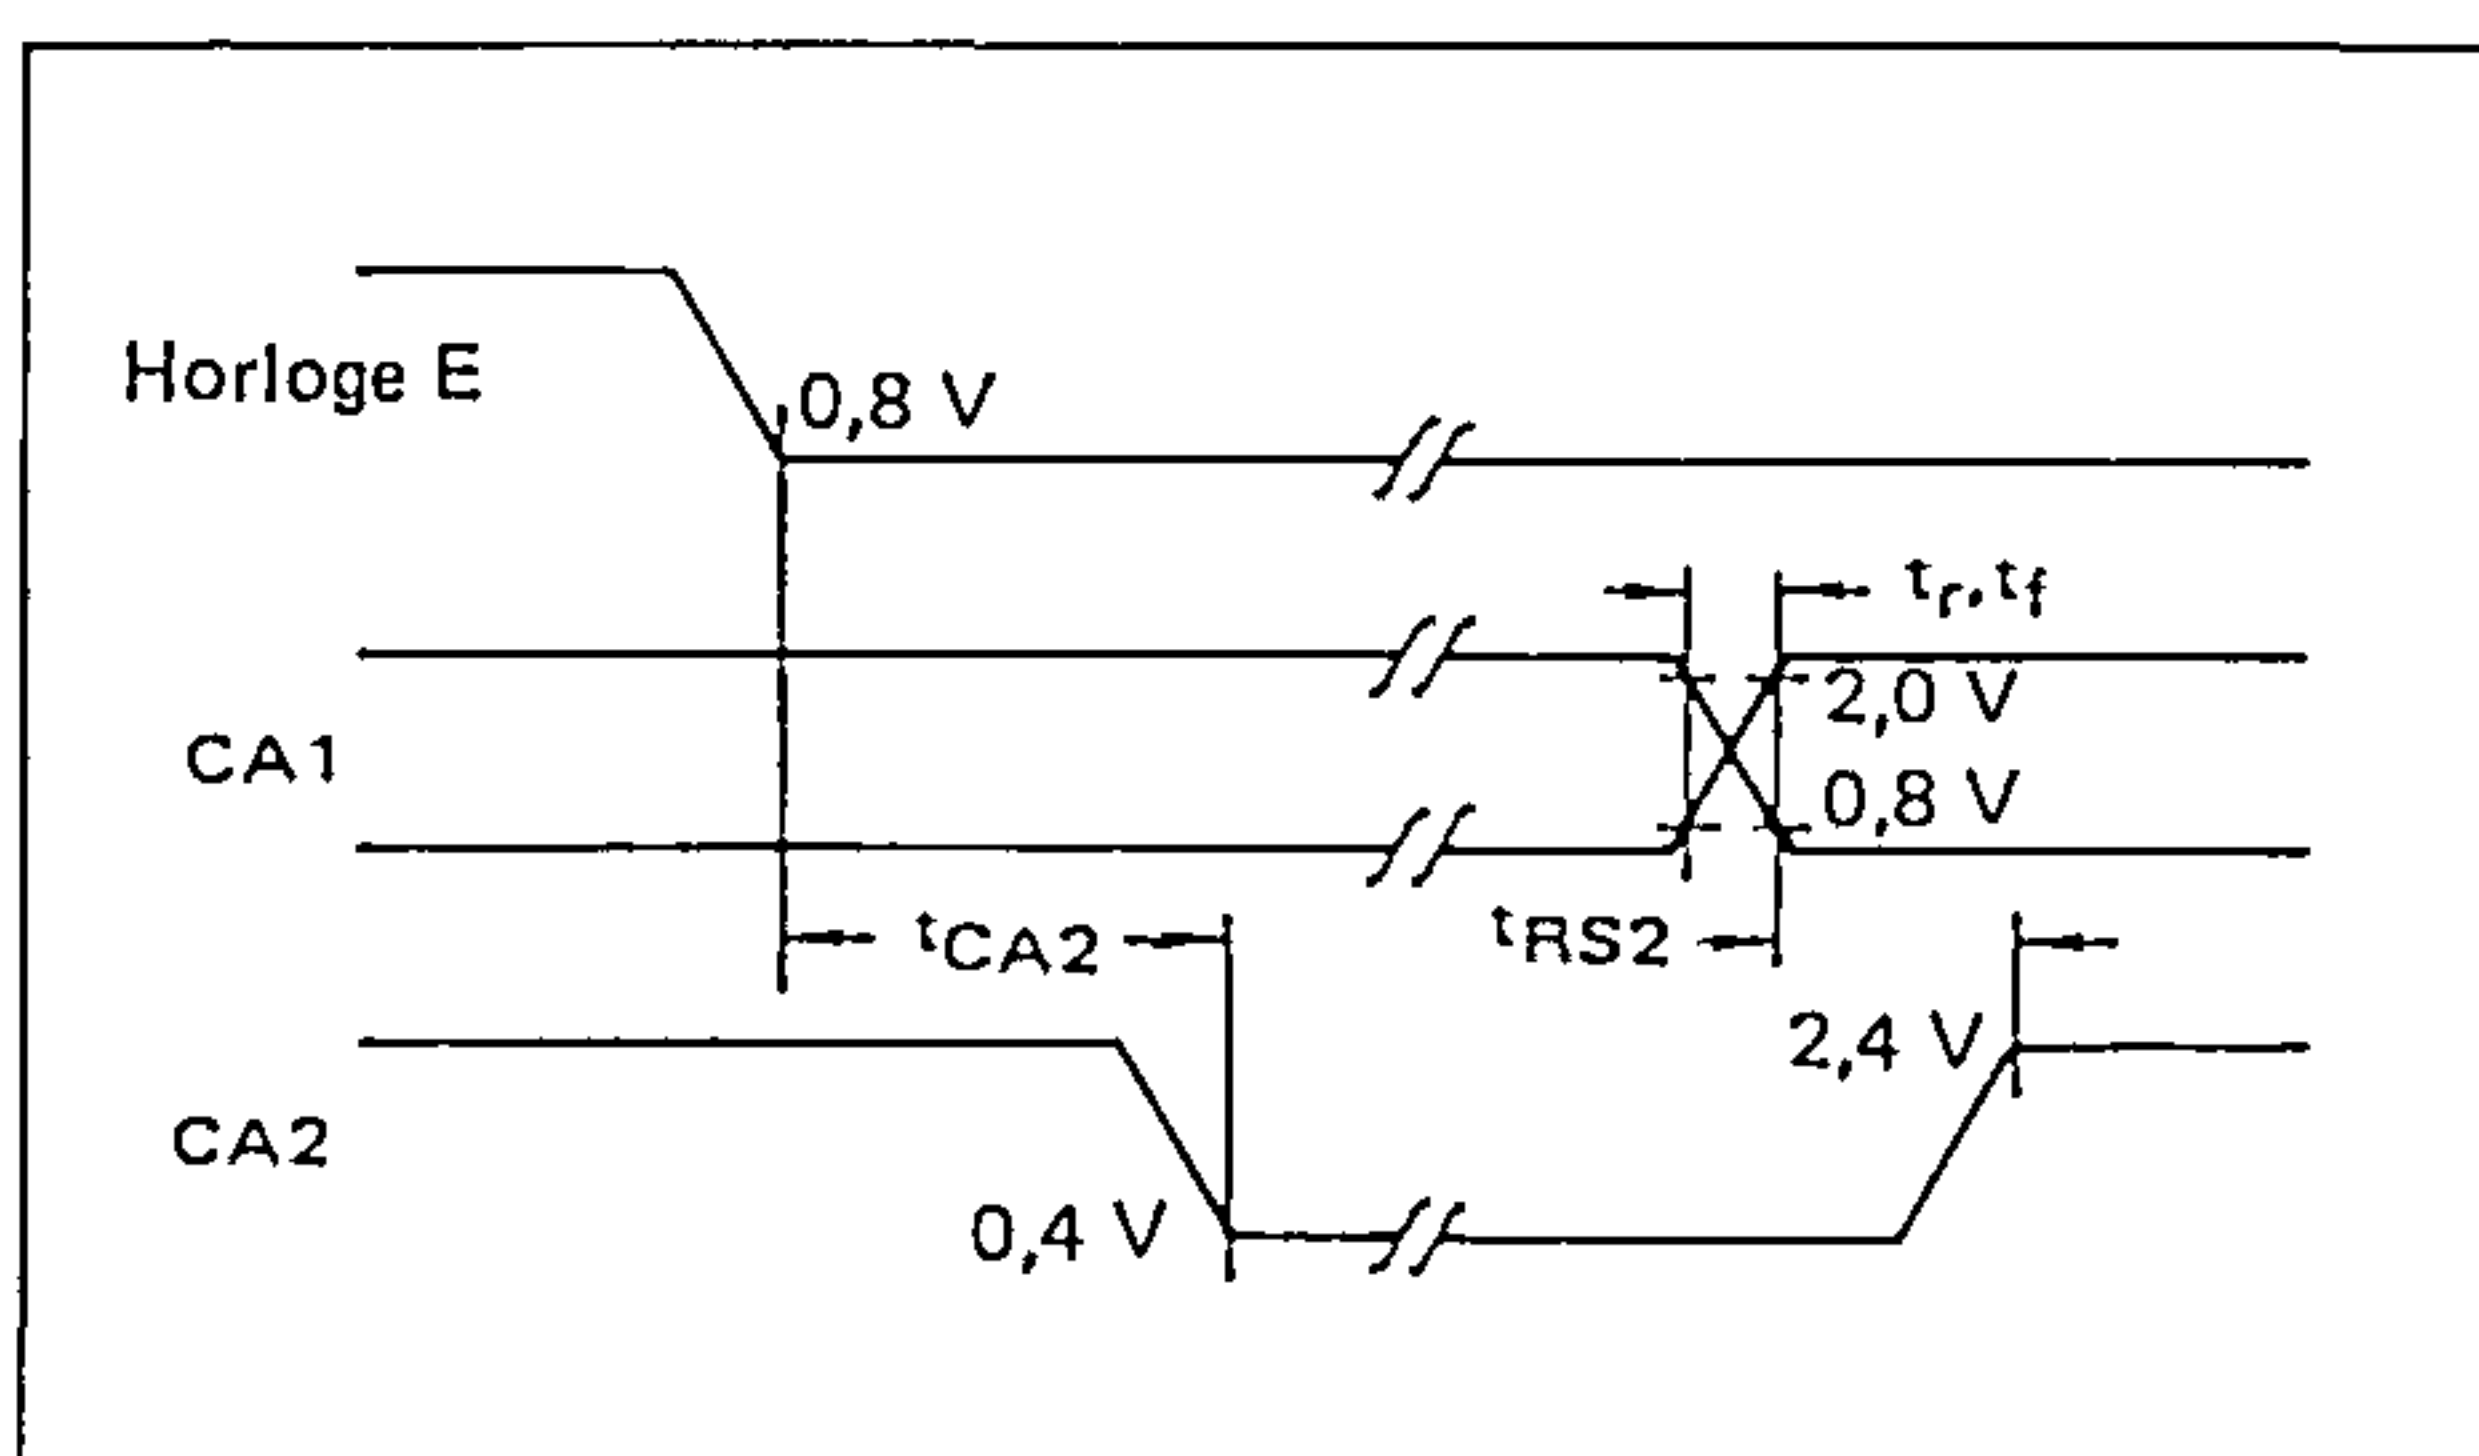 Horloge E
0,8 V
tr,tf
2,0 V
CA1
0,8 V
tCA2
tRS2
2,4 V
CA2
0,4 V